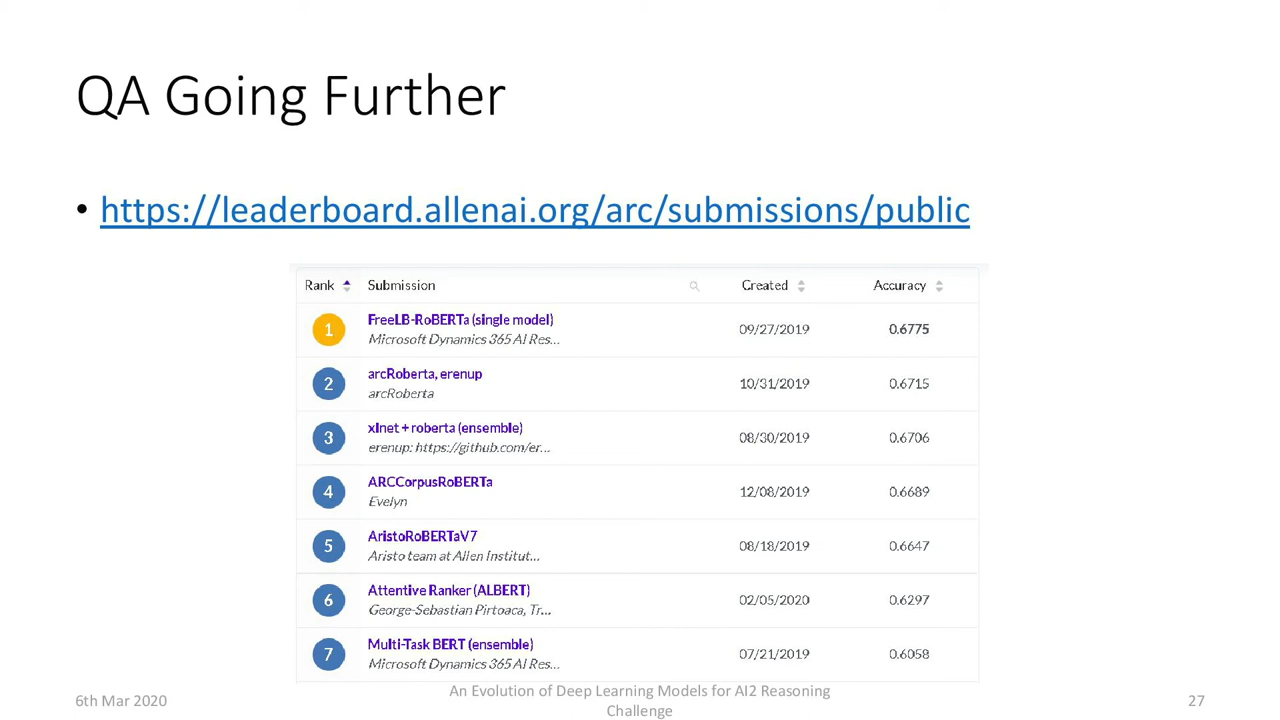 QA Going Further
• https://leaderboard.allenai.org/arc/submissions/public
Rank Submission Created Accuracy
1 FreeLB-RoBERTa (single model) 09/27/2019 0.6775
Microsoft Dynamics 365 AI Res...
2 arcRoberta, erenup 10/31/2019 0.6715
arcRoberta
3 xlnet + roberta (ensemble) 08/30/2019 0.6706
erenup: https://github.com/er...
4 ARCCorpusRoBERTa 12/08/2019 0.6689
Evelyn
5 AristoRoBERTaV7 08/18/2019 0.6647
Aristo team at Allen Institut...
6 Attentive Ranker (ALBERT) 02/05/2020 0.6297
George-Sebastian Pirtoaca, Tr...
7 Multi-Task BERT (ensemble) 07/21/2019 0.6058
Microsoft Dynamics 365 AI Res...
6th Mar 2020
An Evolution of Deep Learning Models for AI2 Reasoning
Challenge
27